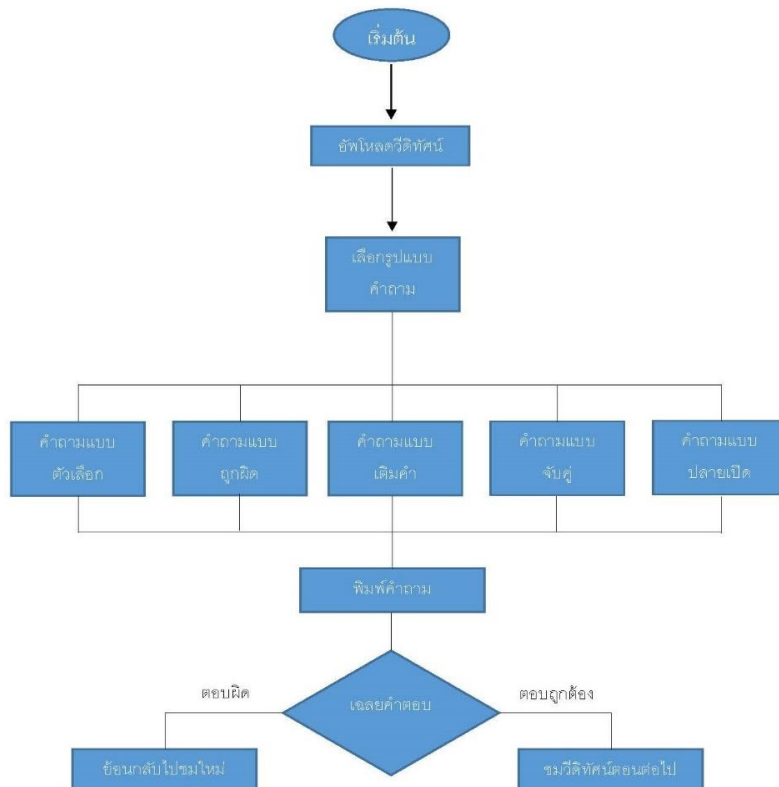 เริ่มต้น
อัพโหลดวีดิทัศน์
เลือกรูปแบบ
คำถาม
คำถามแบบ
ตัวเลือก
คำถามแบบ
ถูกผิด
คำถามแบบ
เติมคำ
คำถามแบบ
จับคู่
คำถามแบบ
ปลายเปิด
พิมพ์คำถาม
ตอบผิด
เฉลยคำตอบ
ตอบถูกต้อง
ย้อนกลับไปชมใหม่
ชมวีดิทัศน์ตอนต่อไป